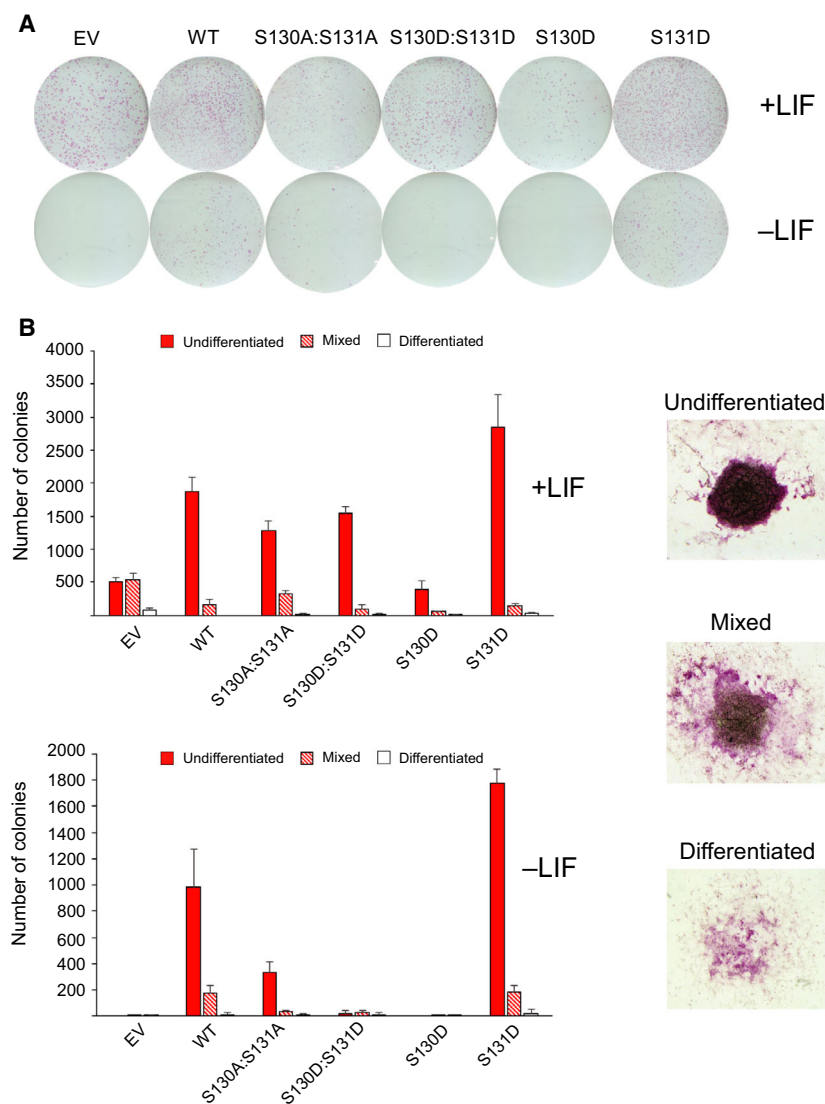 A
EV WT S130A:S131A S130D:S131D S130D S131D
+LIF
–LIF
B
Undifferentiated Mixed Differentiated
4000
3500
3000
2500
2000
1500
1000
500
Number of colonies
+LIF
EV WT S130A:S131A S130D:S131D S130D S131D
Undifferentiated Mixed Differentiated
2000
1800
1600
1400
1200
1000
800
600
400
200
Number of colonies
–LIF
EV WT S130A:S131A S130D:S131D S130D S131D
Undifferentiated
Mixed
Differentiated